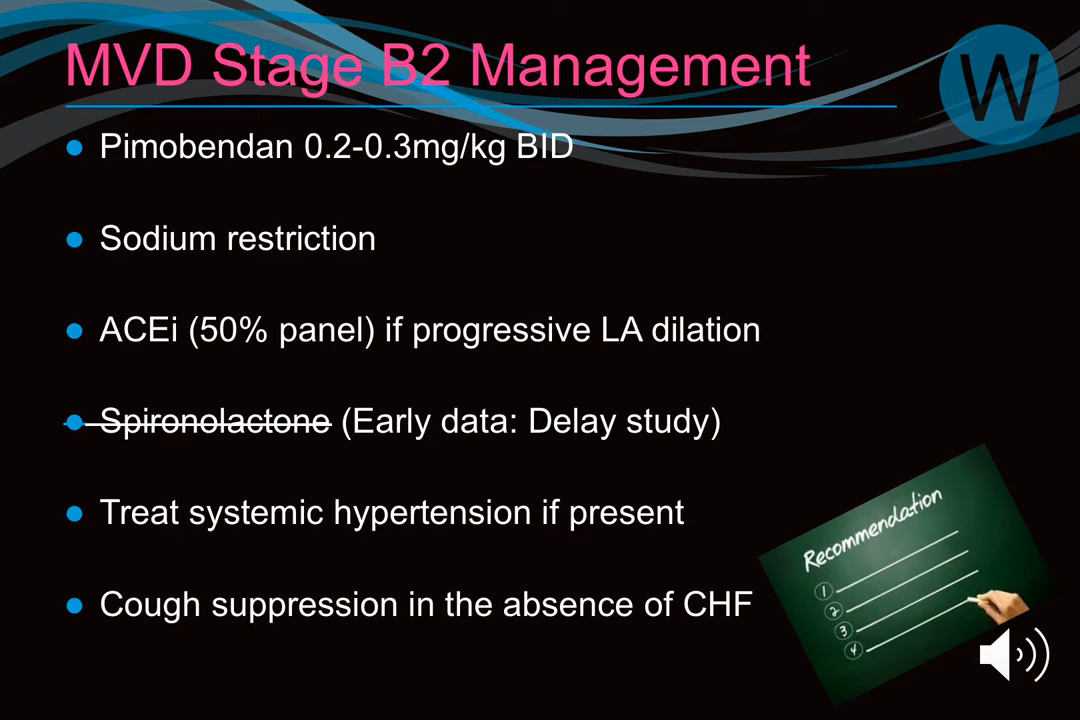 MVD Stage B2 Management
W
Pimobendan 0.2-0.3mg/kg BID
Sodium restriction
ACEi (50% panel) if progressive LA dilation
Spironolactone (Early data: Delay study)
Treat systemic hypertension if present
Cough suppression in the absence of CHF
Recommendation
1
2
3
4